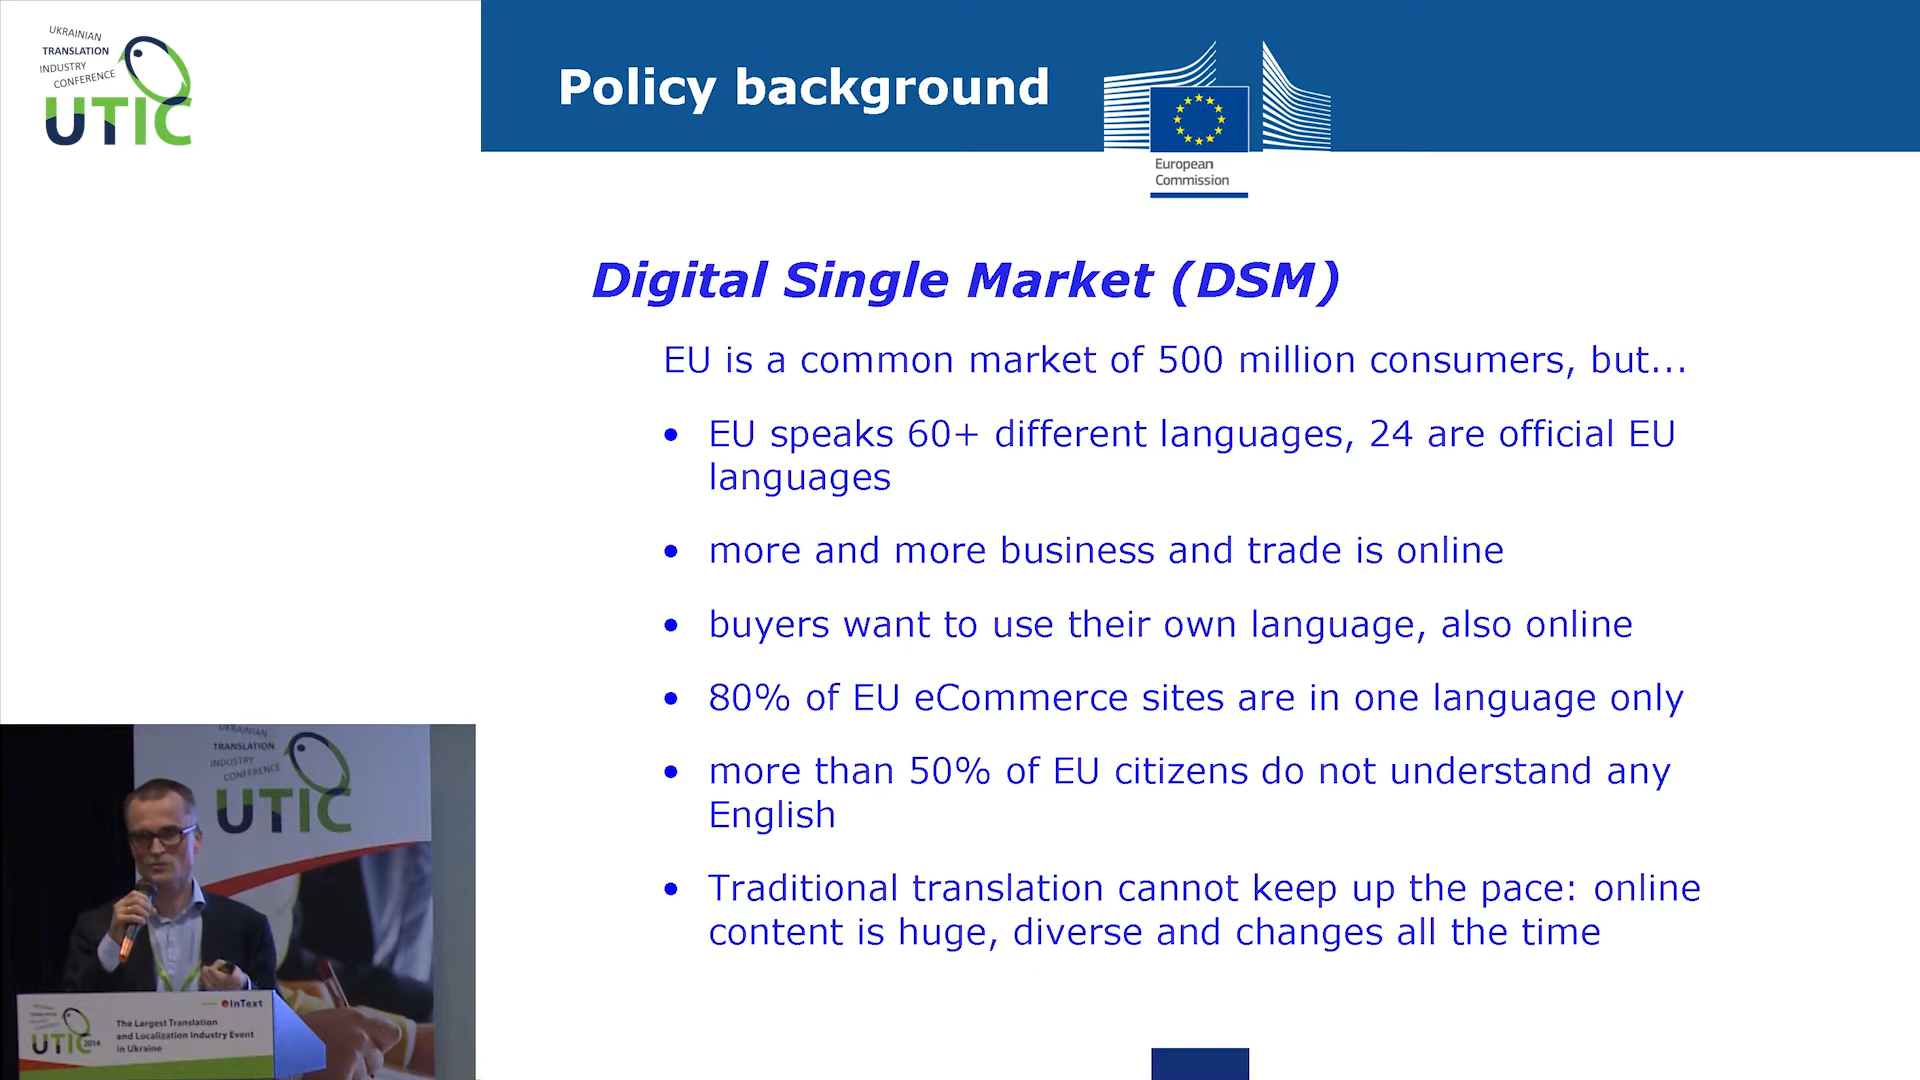 UKRAINIAN
TRANSLATION
INDUSTRY
CONFERENCE
UTIC
Policy background
European
Commission
Digital Single Market (DSM)
EU is a common market of 500 million consumers, but...
• EU speaks 60+ different languages, 24 are official EU
languages
• more and more business and trade is online
• buyers want to use their own language, also online
• 80% of EU eCommerce sites are in one language only
• more than 50% of EU citizens do not understand any
English
• Traditional translation cannot keep up the pace: online
content is huge, diverse and changes all the time
UKRAINIAN
TRANSLATION
INDUSTRY
CONFERENCE
UTIC
InText
UTIC 2014
The Largest Translation
and Localization Industry Event
in Ukraine